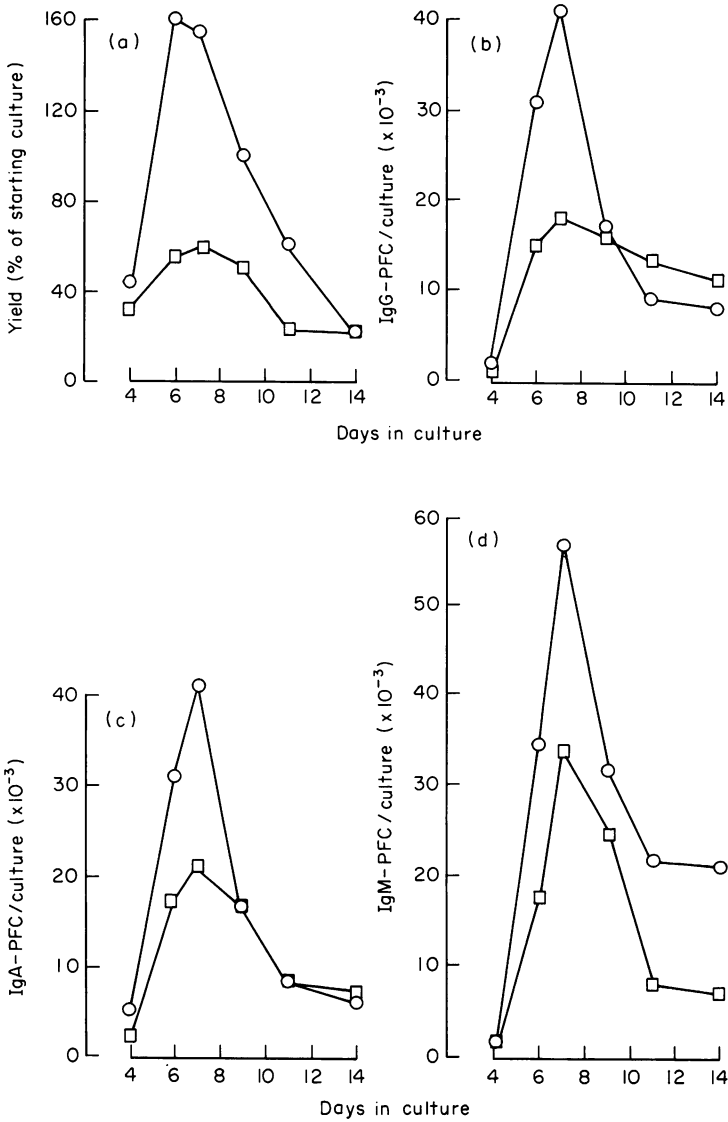 (a)
Yield (% of starting culture)
160
120
80
40
0
4 6 7 8 10 12 14
(b)
IgG-PFC/culture (x10⁻³)
40
30
20
10
0
4 6 8 10 12 14
Days in culture
(c)
IgA-PFC/culture (x10⁻³)
40
30
20
10
0
4 6 8 10 12 14
(d)
IgM-PFC/culture (x10⁻³)
60
50
40
30
20
10
0
4 6 8 10 12 14
Days in culture